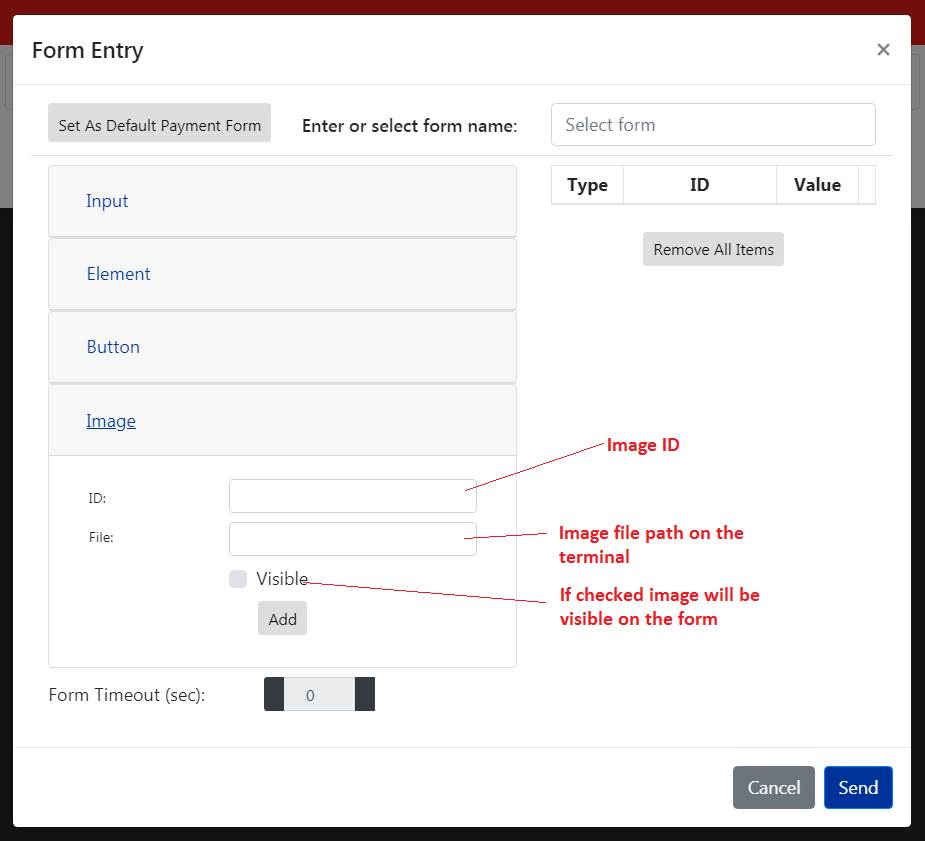 Form Entry ×
Set As Default Payment Form Enter or select form name: Select form
Input
Type ID Value
Element
Remove All Items
Button
Image
Image ID
ID:
File:
Image file path on the
terminal
Visible
If checked image will be
visible on the form
Add
Form Timeout (sec): 0
Cancel Send